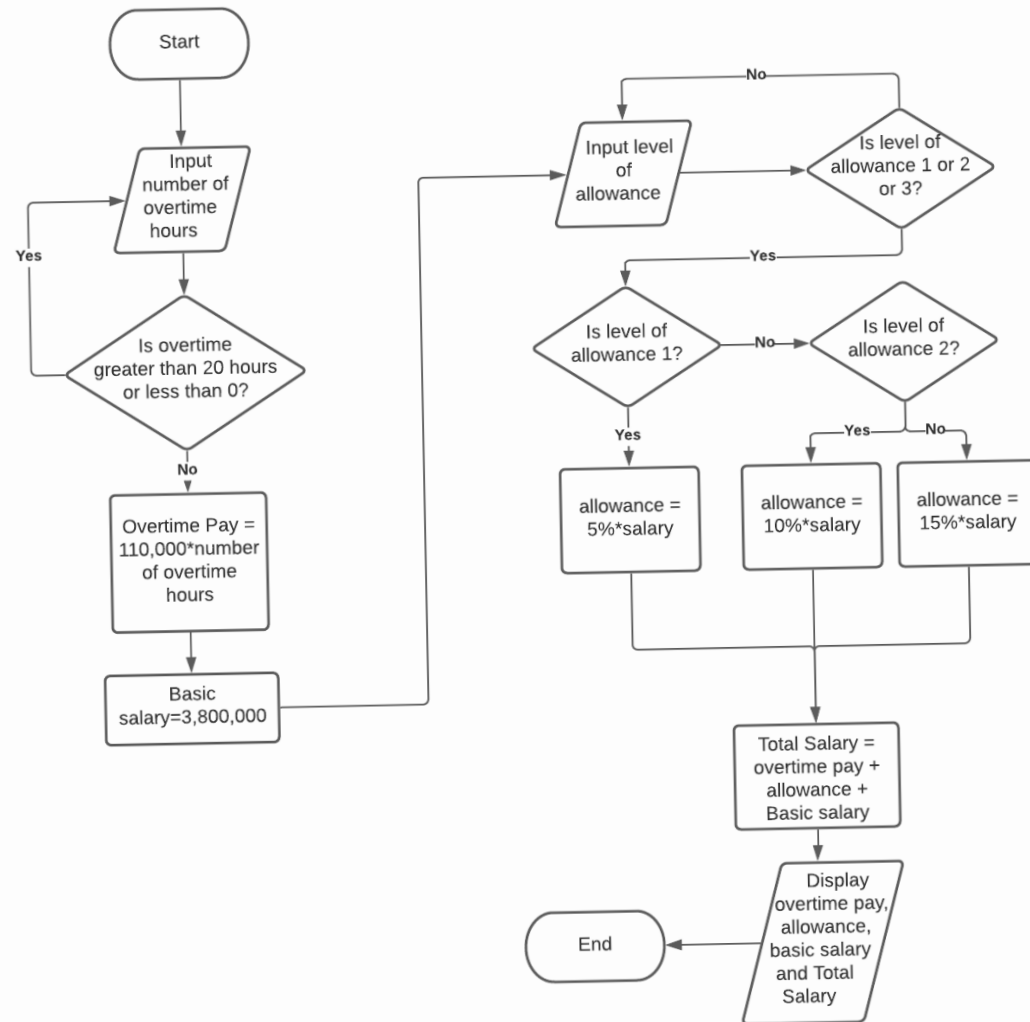 Start
Input
number of
overtime
hours
Yes
Is overtime
greater than 20 hours
or less than 0?
No
Overtime Pay =
110,000*number
of overtime
hours
Basic
salary=3,800,000
No
Input level
of
allowance
Is level of
allowance 1 or 2
or 3?
Yes
Is level of
allowance 1?
No
Is level of
allowance 2?
Yes
Yes
No
allowance =
5%*salary
allowance =
10%*salary
allowance =
15%*salary
Total Salary =
overtime pay +
allowance +
Basic salary
Display
overtime pay,
allowance,
basic salary
and Total
Salary
End